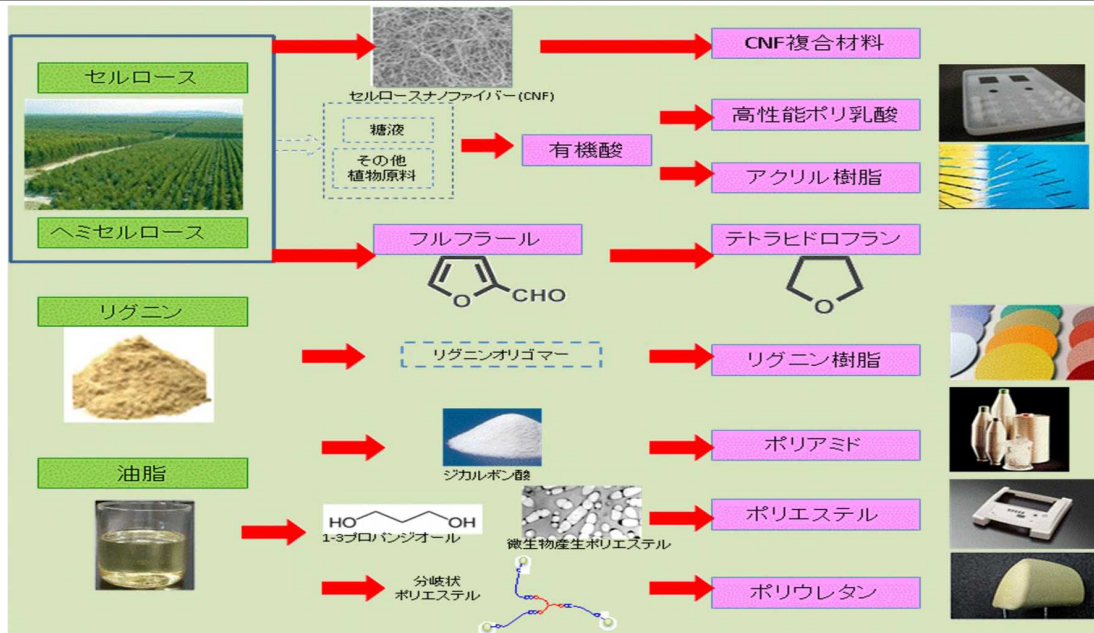 セルロース
セルロースナノファイバー(CNF)
CNF複合材料
糖液
その他
植物原料
有機酸
高性能ポリ乳酸
アクリル樹脂
ヘミセルロース
フルフラール
テトラヒドロフラン
O
CHO
O
リグニン
リグニンオリゴマー
リグニン樹脂
油脂
ジカルボン酸
ポリアミド
HO
OH
1-3プロパンジオール
微生物産生ポリエステル
ポリエステル
分岐状
ポリエステル
ポリウレタン